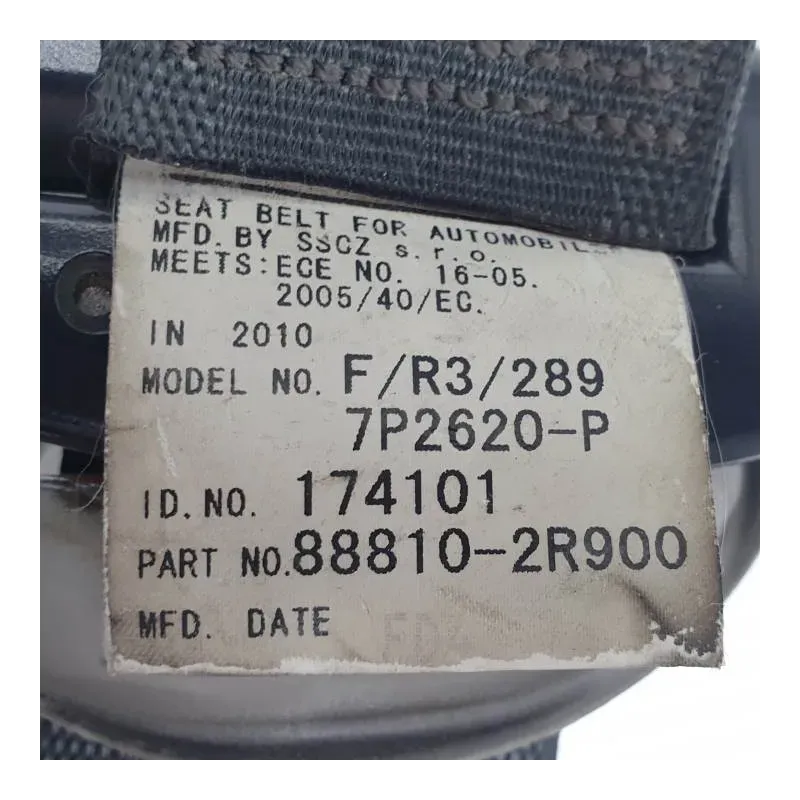 SEAT BELT FOR
MFD. BY SSCZ s.r.o.
MEETS: ECE NO. 16-05.
2005/40/EC.
IN 2010
MODEL NO. F/R3/289
7P2620-P
ID.NO. 174101
PART NO. 88810-2R900
MFD. DATE